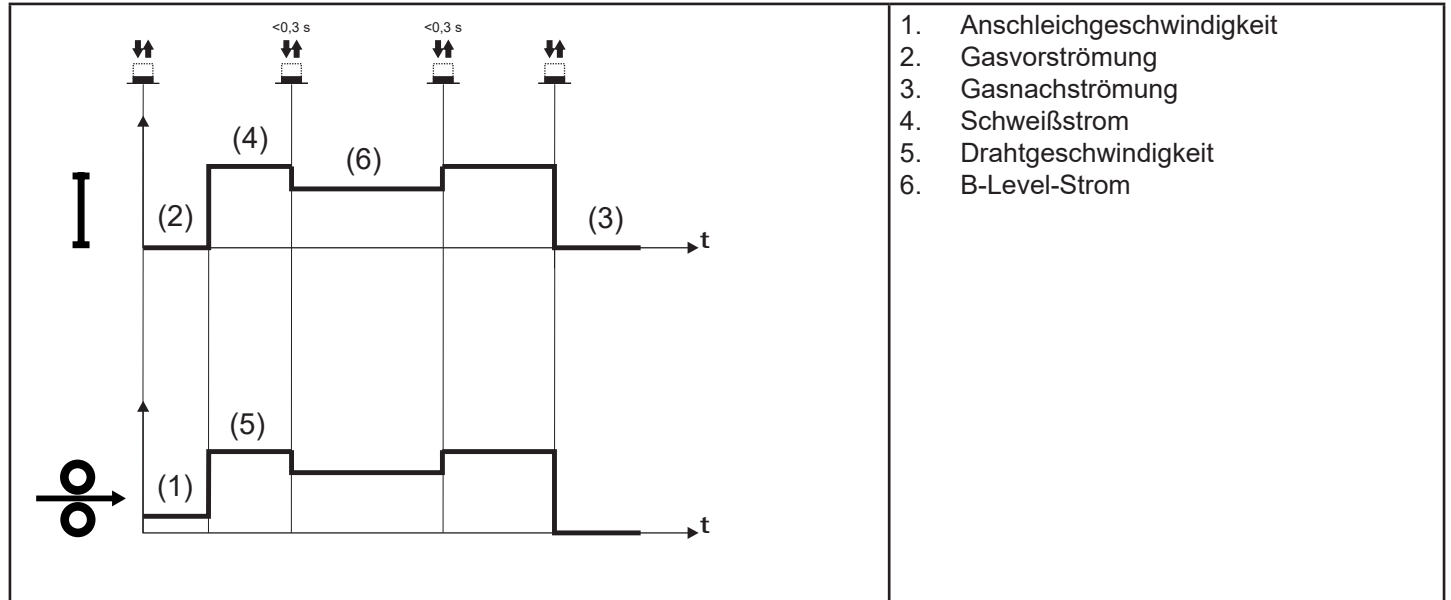 <0,3 s
<0,3 s
(4)
(6)
(2)
(3)
I
t
(5)
(1)
t
1. Anschleichgeschwindigkeit
2. Gasvorströmung
3. Gasnachströmung
4. Schweißstrom
5. Drahtgeschwindigkeit
6. B-Level-Strom